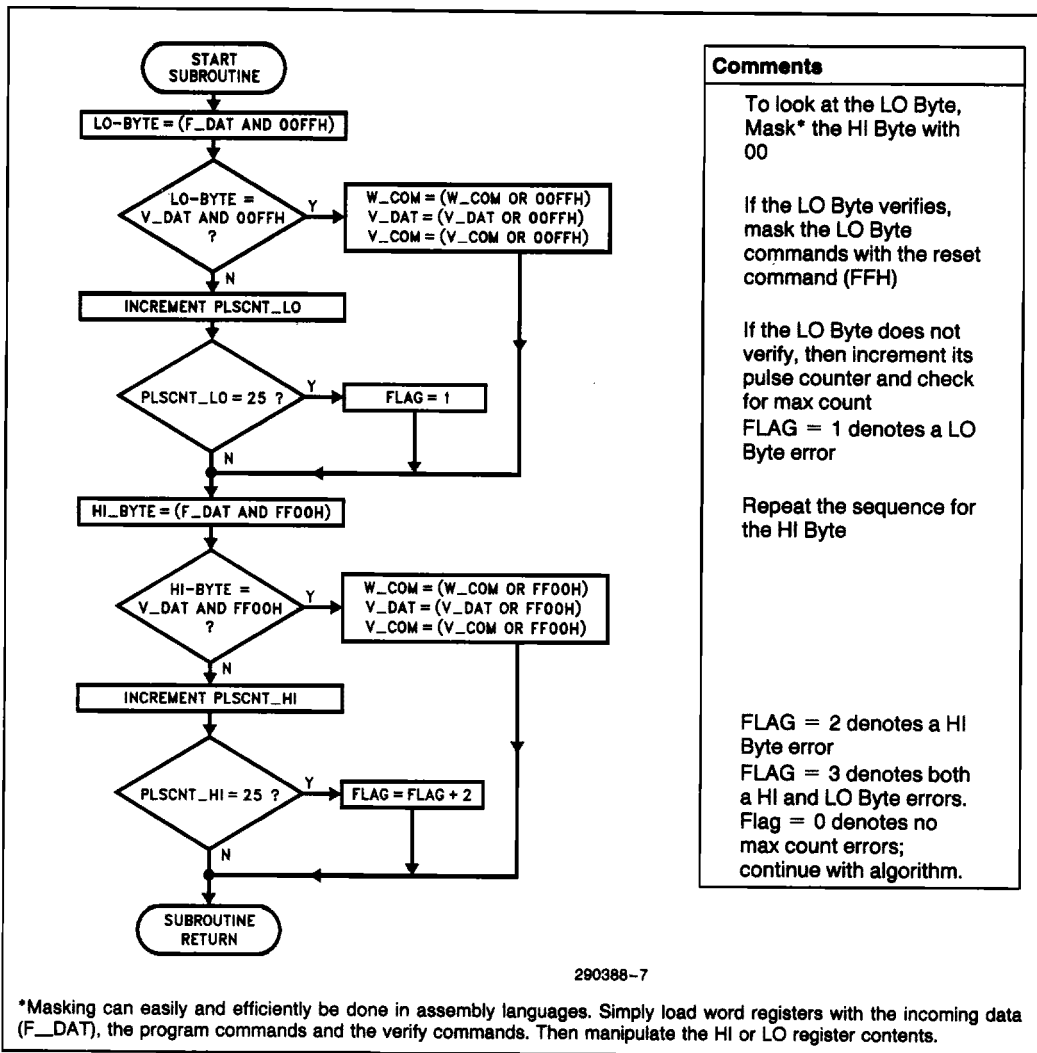 START
SUBROUTINE
LO-BYTE = (F_DAT AND 00FFH)
LO-BYTE =
V_DAT AND 00FFH
?
Y
W_COM = (W_COM OR 00FFH)
V_DAT = (V_DAT OR 00FFH)
V_COM = (V_COM OR 00FFH)
N
INCREMENT PLSCNT_LO
PLSCNT_LO = 25 ?
Y
FLAG = 1
N
HI_BYTE = (F_DAT AND FF00H)
HI-BYTE =
V_DAT AND FF00H
?
Y
W_COM = (W_COM OR FF00H)
V_DAT = (V_DAT OR FF00H)
V_COM = (V_COM OR FF00H)
N
INCREMENT PLSCNT_HI
PLSCNT_HI = 25 ?
Y
FLAG = FLAG + 2
N
SUBROUTINE
RETURN
Comments
To look at the LO Byte,
Mask* the HI Byte with
00
If the LO Byte verifies,
mask the LO Byte
commands with the reset
command (FFH)
If the LO Byte does not
verify, then increment its
pulse counter and check
for max count
FLAG = 1 denotes a LO
Byte error
Repeat the sequence for
the HI Byte
FLAG = 2 denotes a HI
Byte error
FLAG = 3 denotes both
a HI and LO Byte errors.
Flag = 0 denotes no
max count errors;
continue with algorithm.
290388-7
*Masking can easily and efficiently be done in assembly languages. Simply load word registers with the incoming data
(F__DAT), the program commands and the verify commands. Then manipulate the HI or LO register contents.